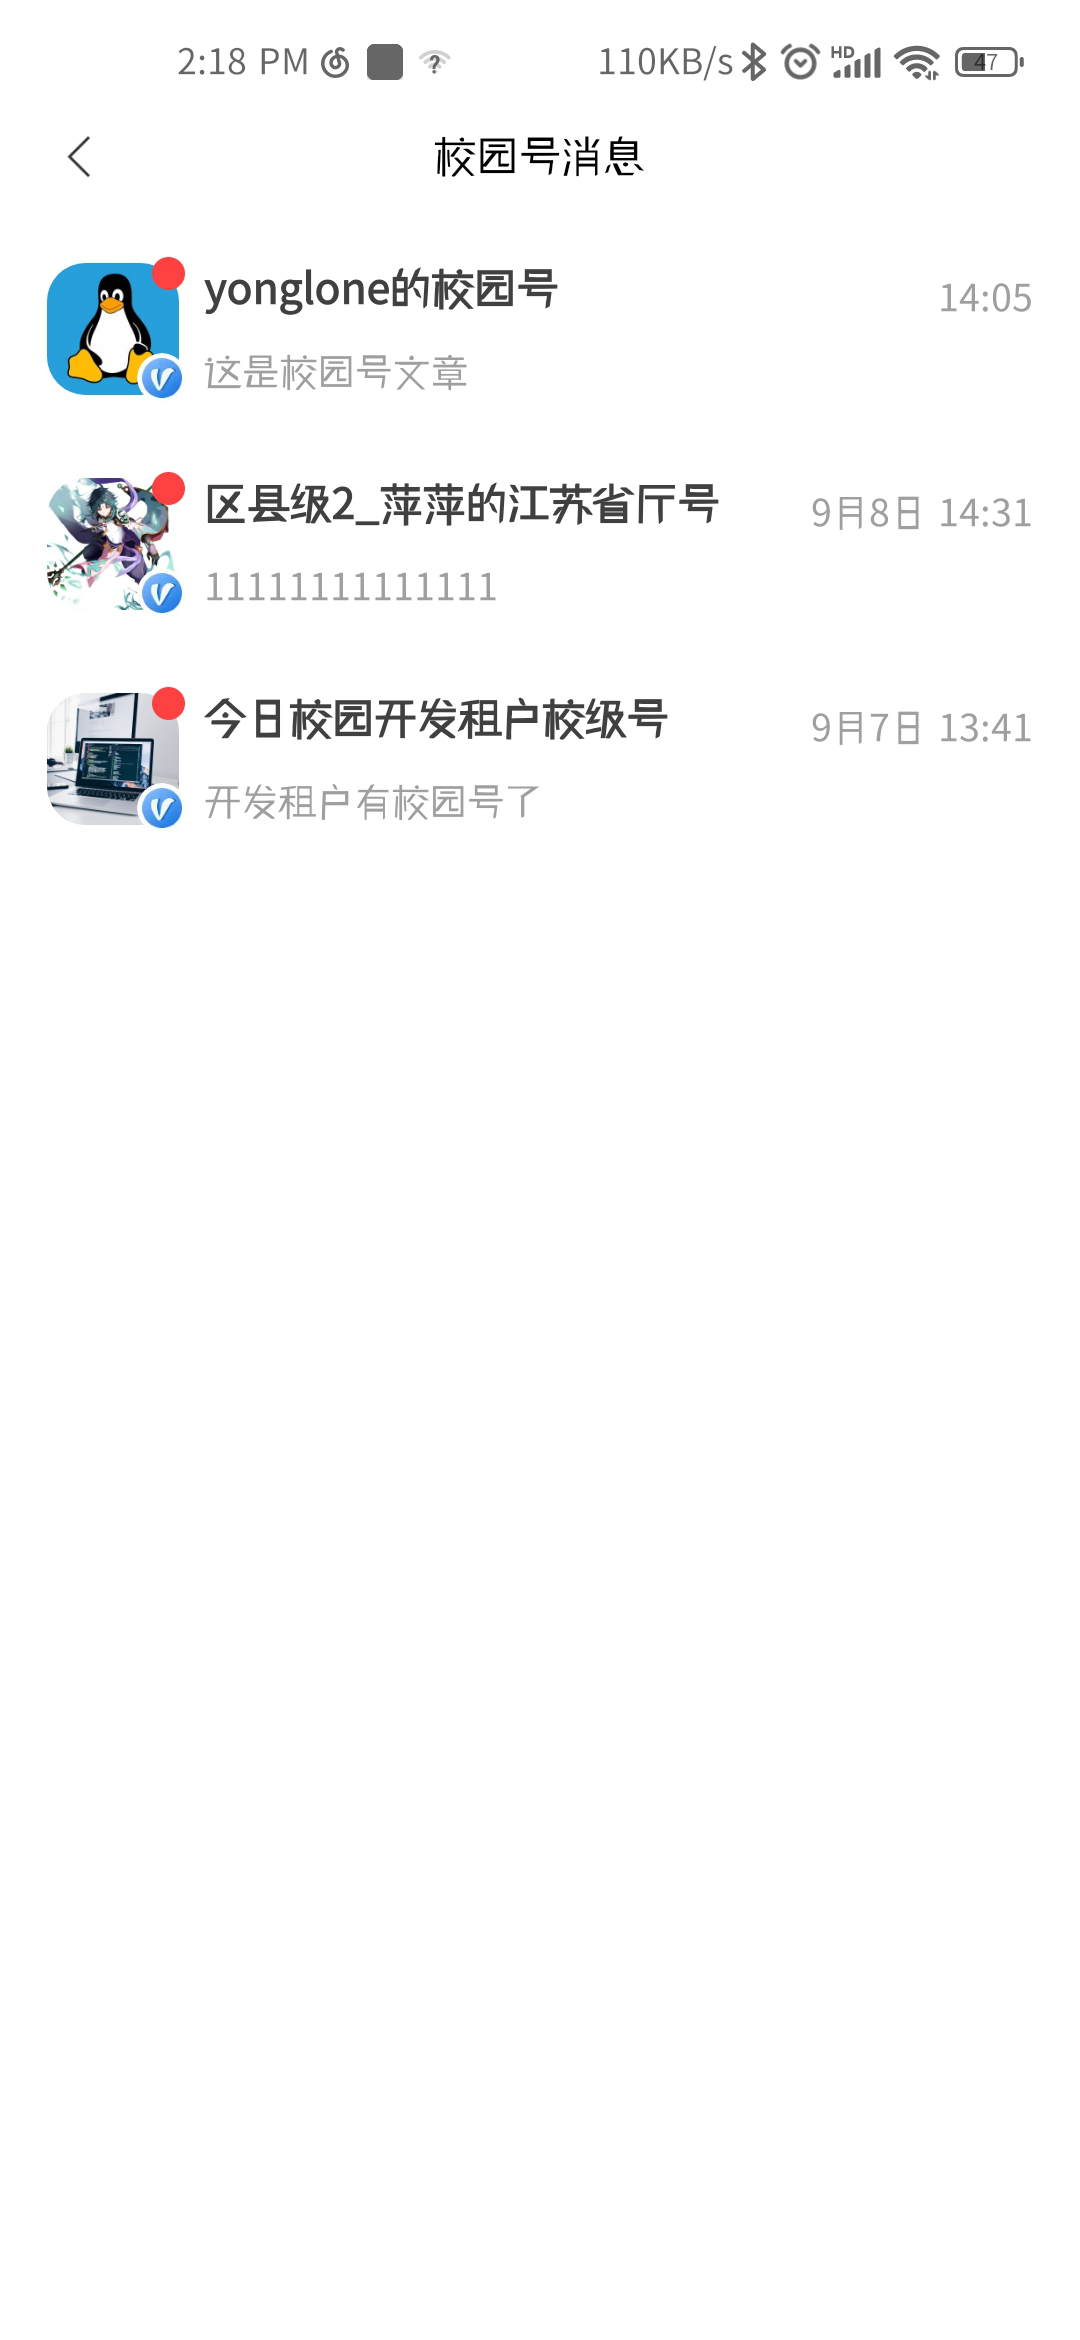 2:18 PM 110KB/s HD 47
校园号消息
yonglone的校园号 14:05
这是校园号文章
区县级2_萍萍的江苏省厅号 9月8日 14:31
11111111111111
今日校园开发租户校级号 9月7日 13:41
开发租户有校园号了